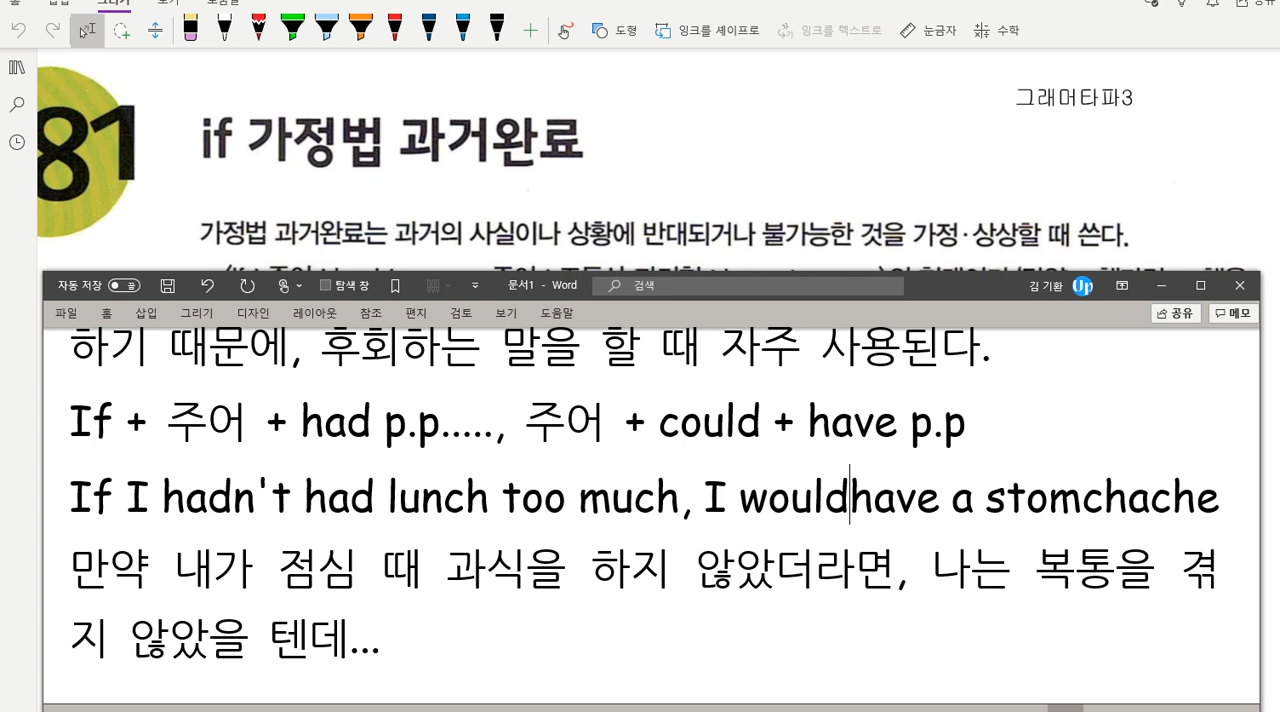 그리기
도형
잉크를 셰이프로
잉크를 텍스트로
눈금자
수학
81
if 가정법 과거완료
그래머타파3
가정법 과거완료는 과거의 사실이나 상황에 반대되거나 불가능한 것을 가정·상상할 때 쓴다.
자동 저장 끔 탐색 창 문서1 - Word 검색 김 기환 Up
파일 홈 삽입 그리기 디자인 레이아웃 참조 편지 검토 보기 도움말 공유 메모
하기 때문에, 후회하는 말을 할 때 자주 사용된다.
If + 주어 + had p.p....., 주어 + could + have p.p
If I hadn't had lunch too much, I wouldhave a stomchache
만약 내가 점심 때 과식을 하지 않았더라면, 나는 복통을 겪
지 않았을 텐데...